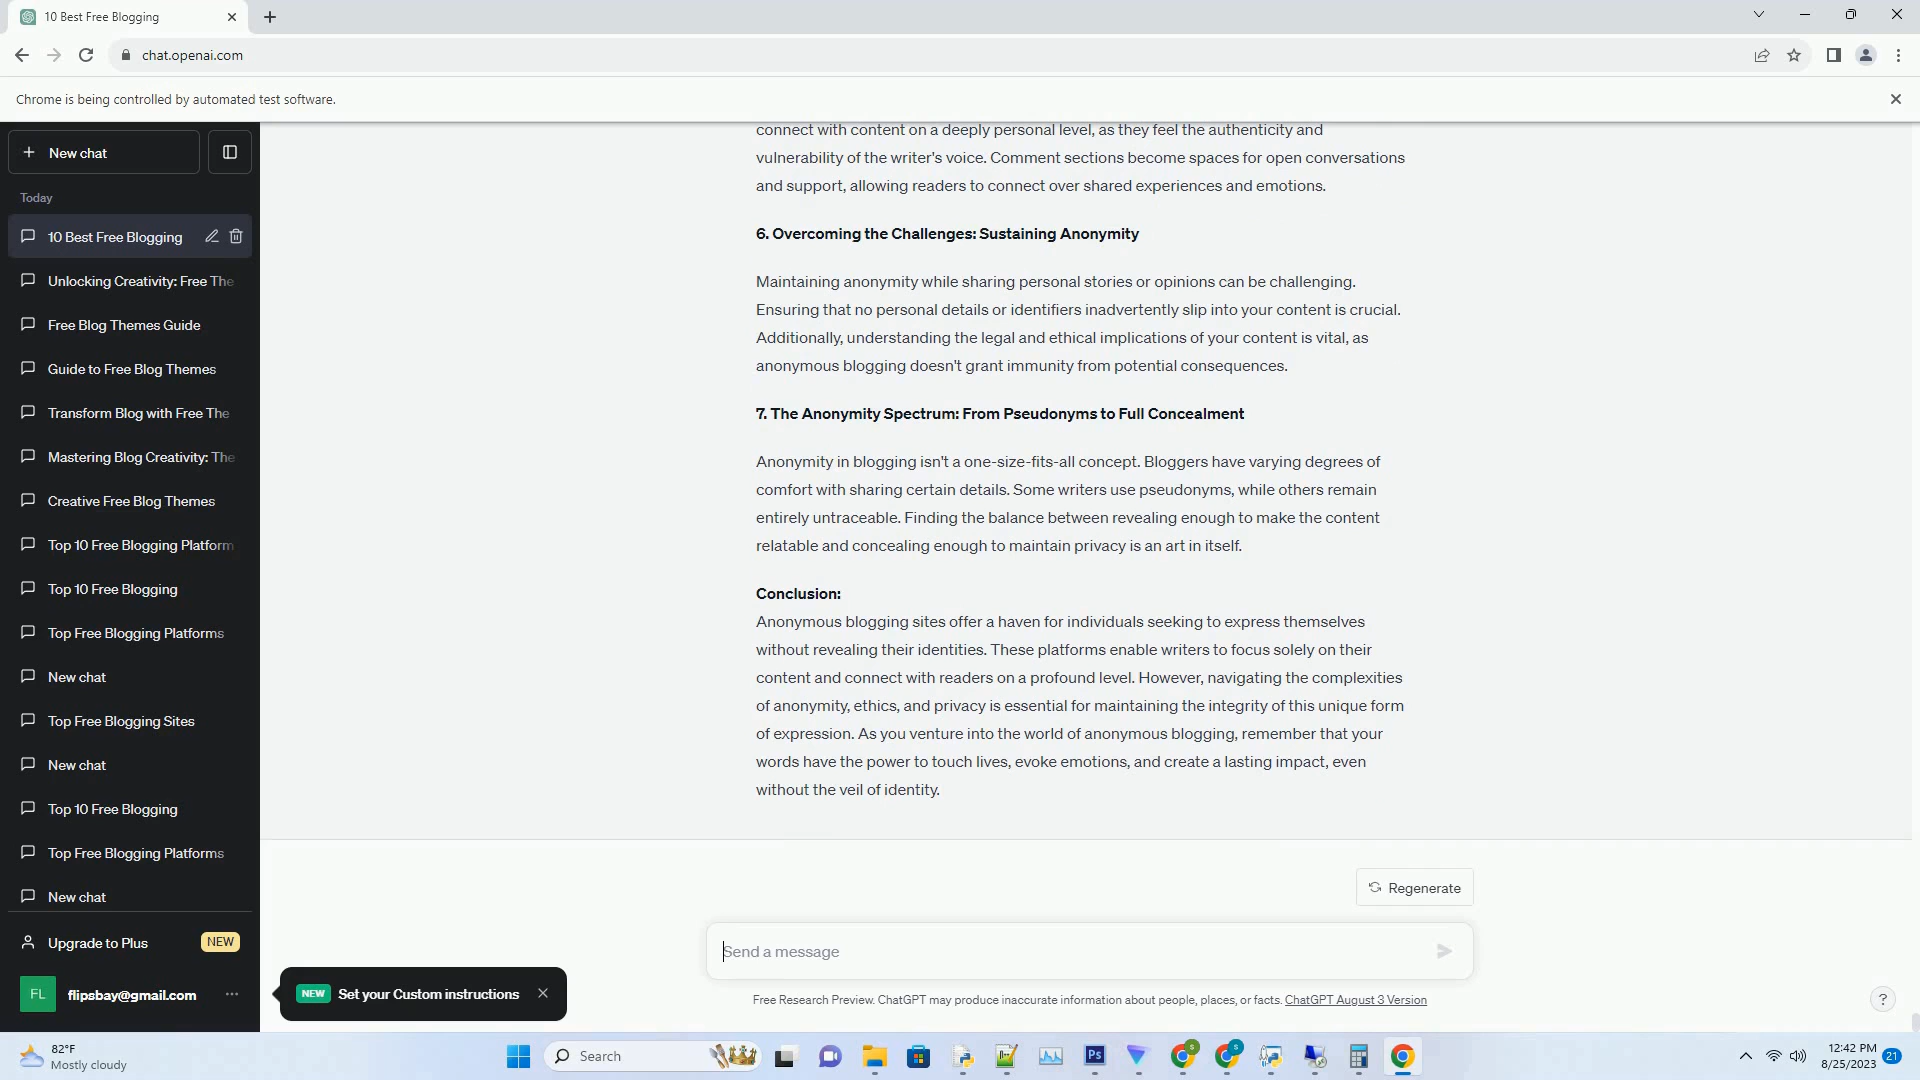 10 Best Free Blogging
chat.openai.com
Chrome is being controlled by automated test software.
New chat
Today
10 Best Free Blogging
Unlocking Creativity: Free The
Free Blog Themes Guide
Guide to Free Blog Themes
Transform Blog with Free The
Mastering Blog Creativity: The
Creative Free Blog Themes
Top 10 Free Blogging Platform
Top 10 Free Blogging
Top Free Blogging Platforms
New chat
Top Free Blogging Sites
New chat
Top 10 Free Blogging
Top Free Blogging Platforms
New chat
Upgrade to Plus NEW
FL flipsbay@gmail.com
NEW Set your Custom instructions
connect with content on a deeply personal level, as they feel the authenticity and
vulnerability of the writer's voice. Comment sections become spaces for open conversations
and support, allowing readers to connect over shared experiences and emotions.
6. Overcoming the Challenges: Sustaining Anonymity
Maintaining anonymity while sharing personal stories or opinions can be challenging.
Ensuring that no personal details or identifiers inadvertently slip into your content is crucial.
Additionally, understanding the legal and ethical implications of your content is vital, as
anonymous blogging doesn't grant immunity from potential consequences.
7. The Anonymity Spectrum: From Pseudonyms to Full Concealment
Anonymity in blogging isn't a one-size-fits-all concept. Bloggers have varying degrees of
comfort with sharing certain details. Some writers use pseudonyms, while others remain
entirely untraceable. Finding the balance between revealing enough to make the content
relatable and concealing enough to maintain privacy is an art in itself.
Conclusion:
Anonymous blogging sites offer a haven for individuals seeking to express themselves
without revealing their identities. These platforms enable writers to focus solely on their
content and connect with readers on a profound level. However, navigating the complexities
of anonymity, ethics, and privacy is essential for maintaining the integrity of this unique form
of expression. As you venture into the world of anonymous blogging, remember that your
words have the power to touch lives, evoke emotions, and create a lasting impact, even
without the veil of identity.
Regenerate
Send a message
Free Research Preview. ChatGPT may produce inaccurate information about people, places, or facts. ChatGPT August 3 Version
?
82°F
Mostly cloudy
Search
Ps
S
S
12:42 PM
8/25/2023
21